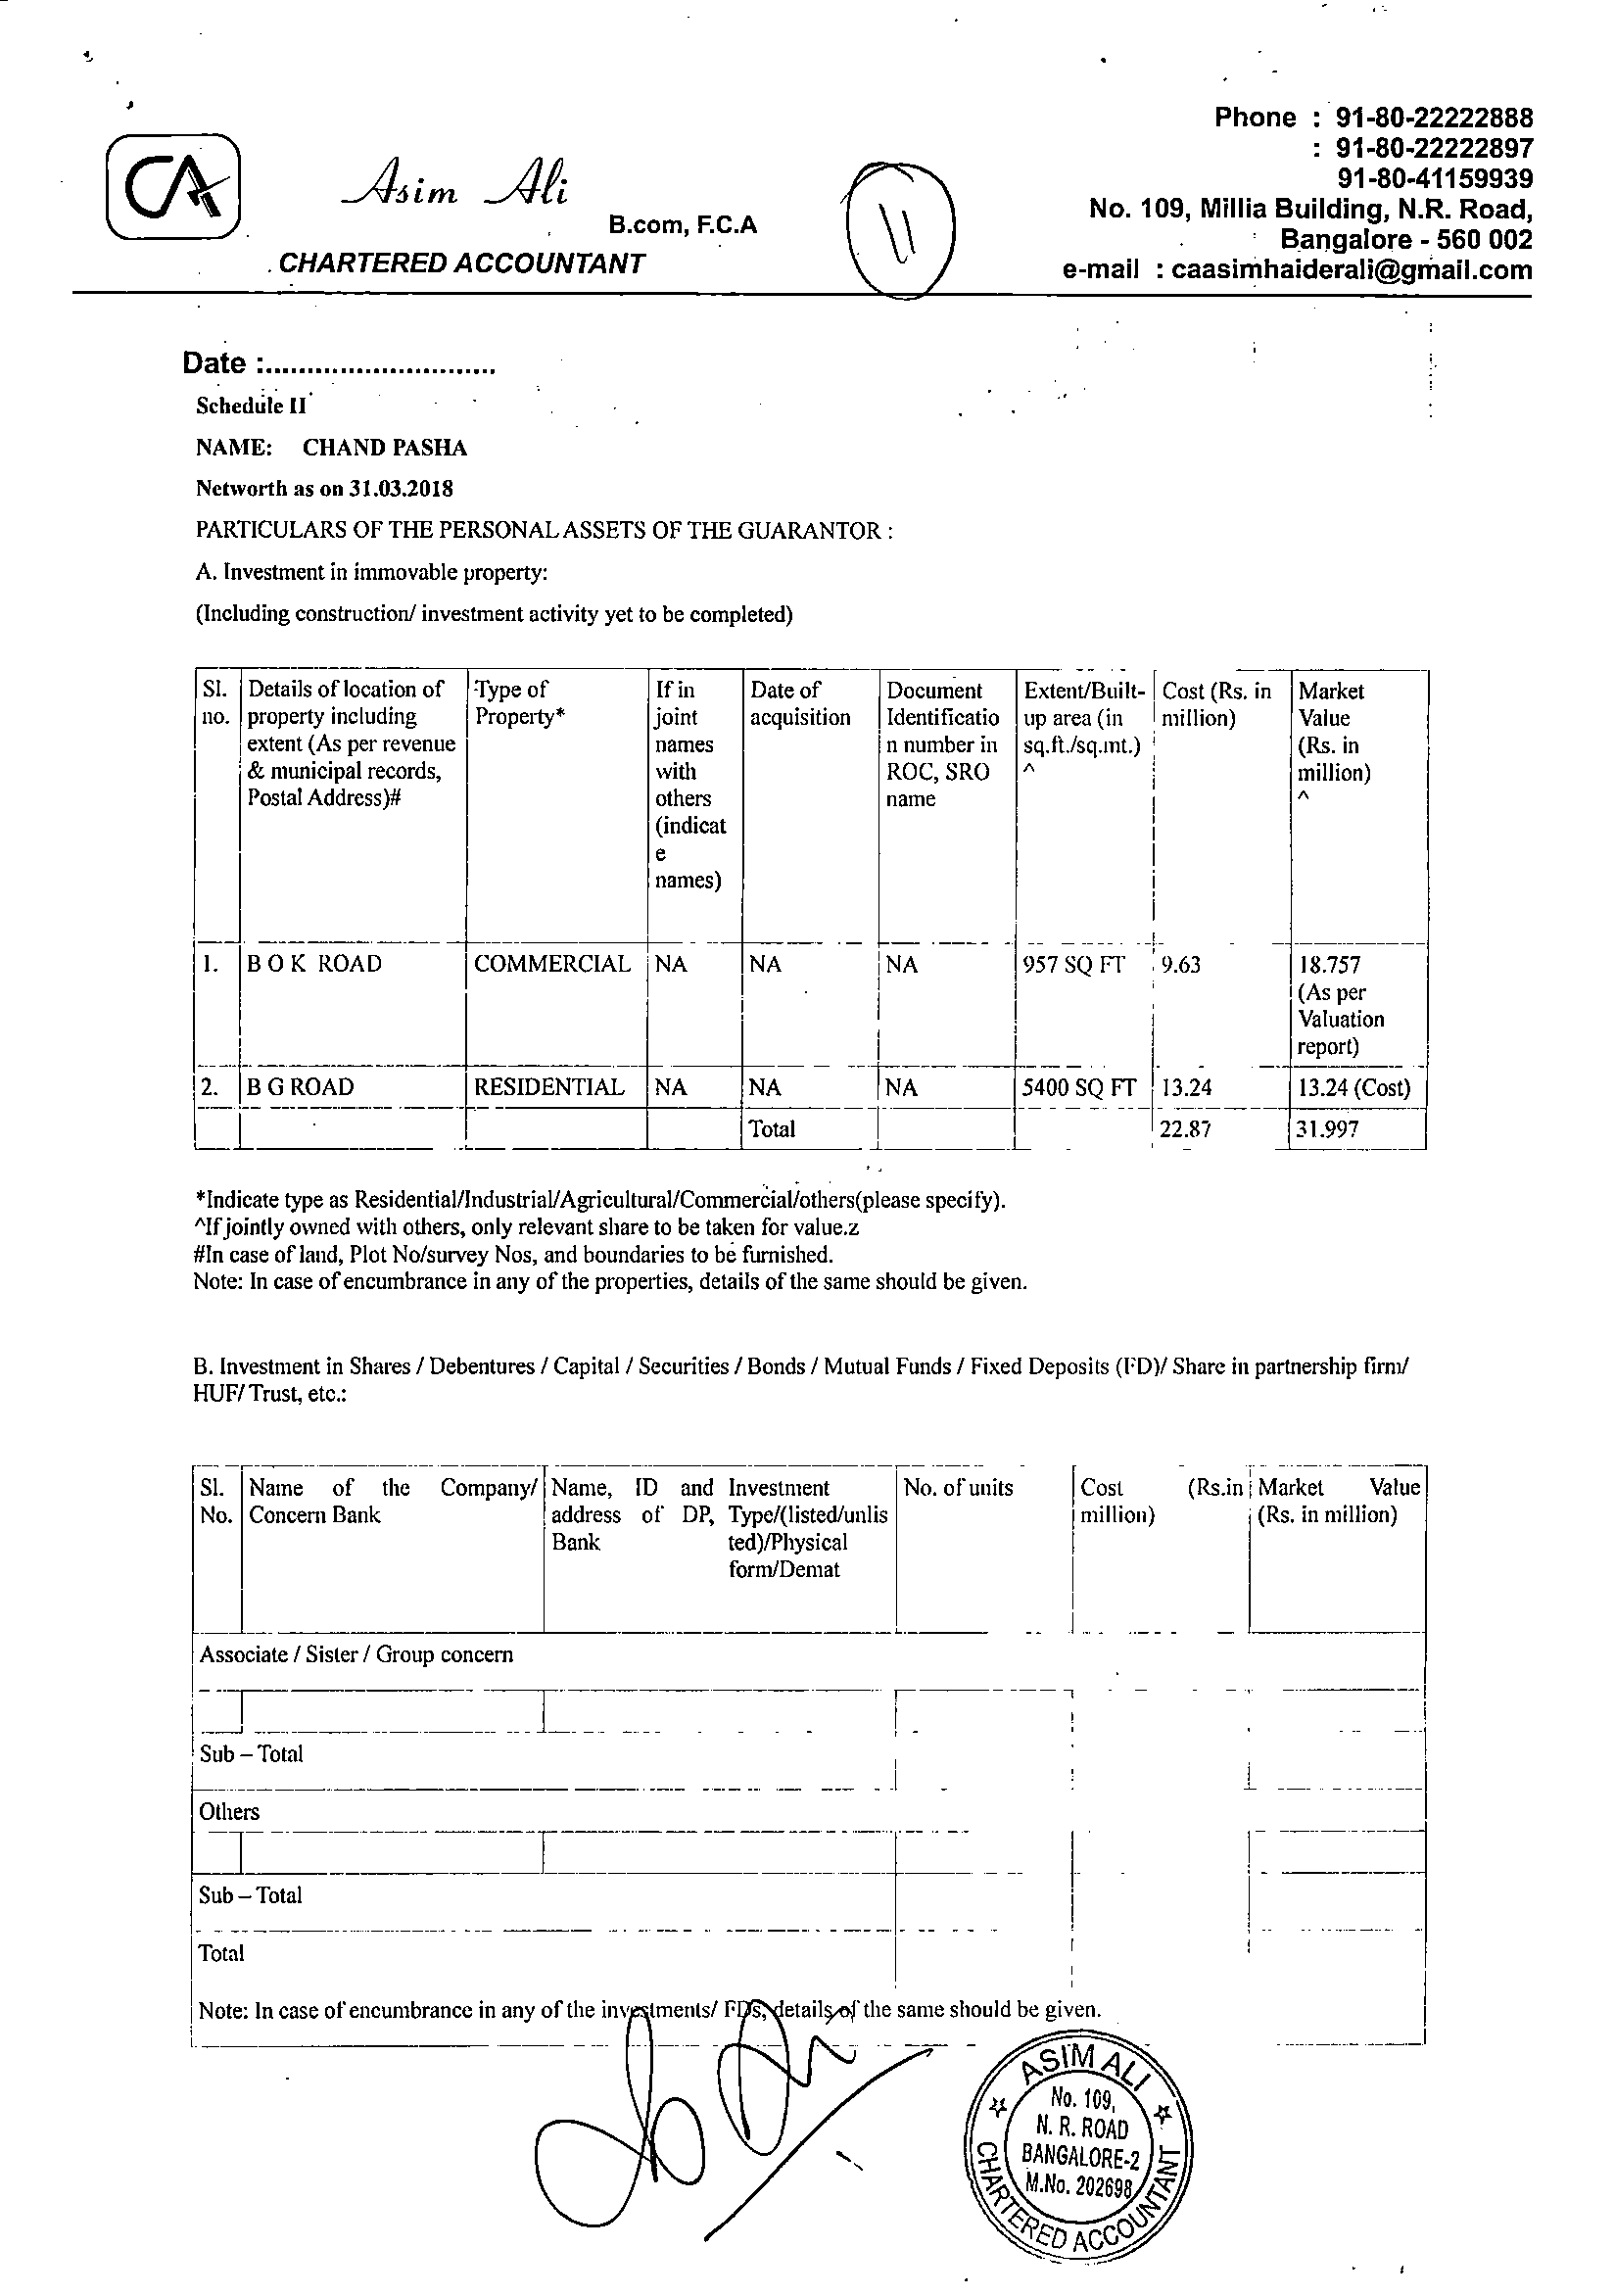 Phone : 91-80-22222888
: 91-80-22222897
91-80-41159939
No. 109, Millia Building, N.R. Road,
Bangalore - 560 002
e-mail : caasimhaiderali@gmail.com
CA
Asim Ali
B.com, F.C.A
CHARTERED ACCOUNTANT
11
Date :............................
Schedule II
NAME: CHAND PASHA
Networth as on 31.03.2018
PARTICULARS OF THE PERSONAL ASSETS OF THE GUARANTOR :
A. Investment in immovable property:
(Including construction/ investment activity yet to be completed)
Sl. no. Details of location of property including extent (As per revenue & municipal records, Postal Address)# Type of Property* If in joint names with others (indicat e names) Date of acquisition Document Identificatio n number in ROC, SRO name Extent/Built-up area (in sq.ft./sq.mt.) ^ Cost (Rs. in million) Market Value (Rs. in million) ^
1. B O K ROAD COMMERCIAL NA NA NA 957 SQ FT 9.63 18.757 (As per Valuation report)
2. B G ROAD RESIDENTIAL NA NA NA 5400 SQ FT 13.24 13.24 (Cost)
Total 22.87 31.997
*Indicate type as Residential/Industrial/Agricultural/Commercial/others(please specify).
^If jointly owned with others, only relevant share to be taken for value.z
#In case of land, Plot No/survey Nos, and boundaries to be furnished.
Note: In case of encumbrance in any of the properties, details of the same should be given.
B. Investment in Shares / Debentures / Capital / Securities / Bonds / Mutual Funds / Fixed Deposits (FD)/ Share in partnership firm/
HUF/ Trust, etc.:
Sl. No. Name of the Company/ Concern Bank Name, ID and address of DP, Bank Investment Type/(listed/unlis ted)/Physical form/Demat No. of units Cost (Rs.in million) Market Value (Rs. in million)
Associate / Sister / Group concern
Sub – Total
Others
Sub – Total
Total
Note: In case of encumbrance in any of the investments/ FDs, details of the same should be given.
ASIM ALI
No. 109,
N. R. ROAD
BANGALORE-2
M.No. 202698
CHARTERED ACCOUNTANT